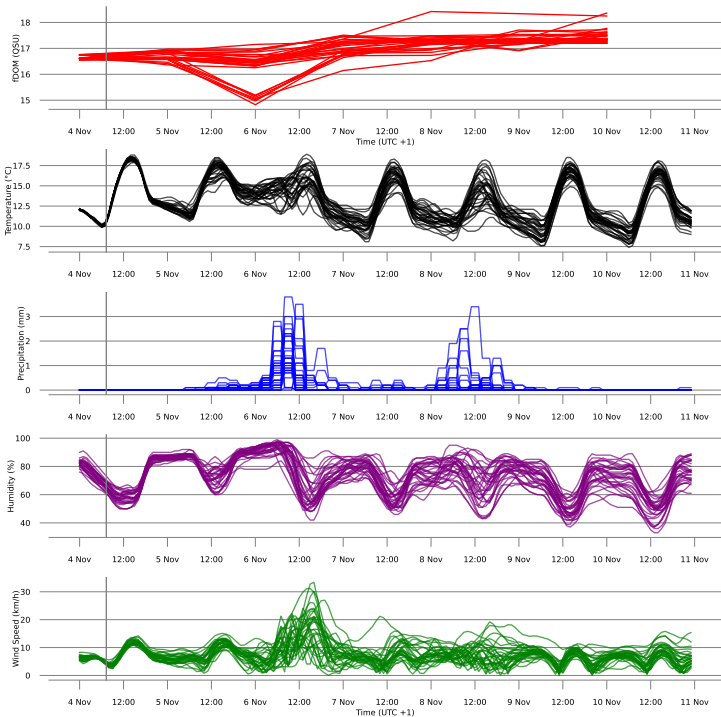 fDOM (QSU)
18
17
16
15
4 Nov 12:00 5 Nov 12:00 6 Nov 12:00 7 Nov 12:00 8 Nov 12:00 9 Nov 12:00 10 Nov 12:00 11 Nov
Time (UTC +1)
Temperature (°C)
17.5
15.0
12.5
10.0
7.5
4 Nov 12:00 5 Nov 12:00 6 Nov 12:00 7 Nov 12:00 8 Nov 12:00 9 Nov 12:00 10 Nov 12:00 11 Nov
Precipitation (mm)
3
2
1
0
4 Nov 12:00 5 Nov 12:00 6 Nov 12:00 7 Nov 12:00 8 Nov 12:00 9 Nov 12:00 10 Nov 12:00 11 Nov
Humidity (%)
100
80
60
40
4 Nov 12:00 5 Nov 12:00 6 Nov 12:00 7 Nov 12:00 8 Nov 12:00 9 Nov 12:00 10 Nov 12:00 11 Nov
Wind Speed (km/h)
30
20
10
0
4 Nov 12:00 5 Nov 12:00 6 Nov 12:00 7 Nov 12:00 8 Nov 12:00 9 Nov 12:00 10 Nov 12:00 11 Nov
Time (UTC +1)